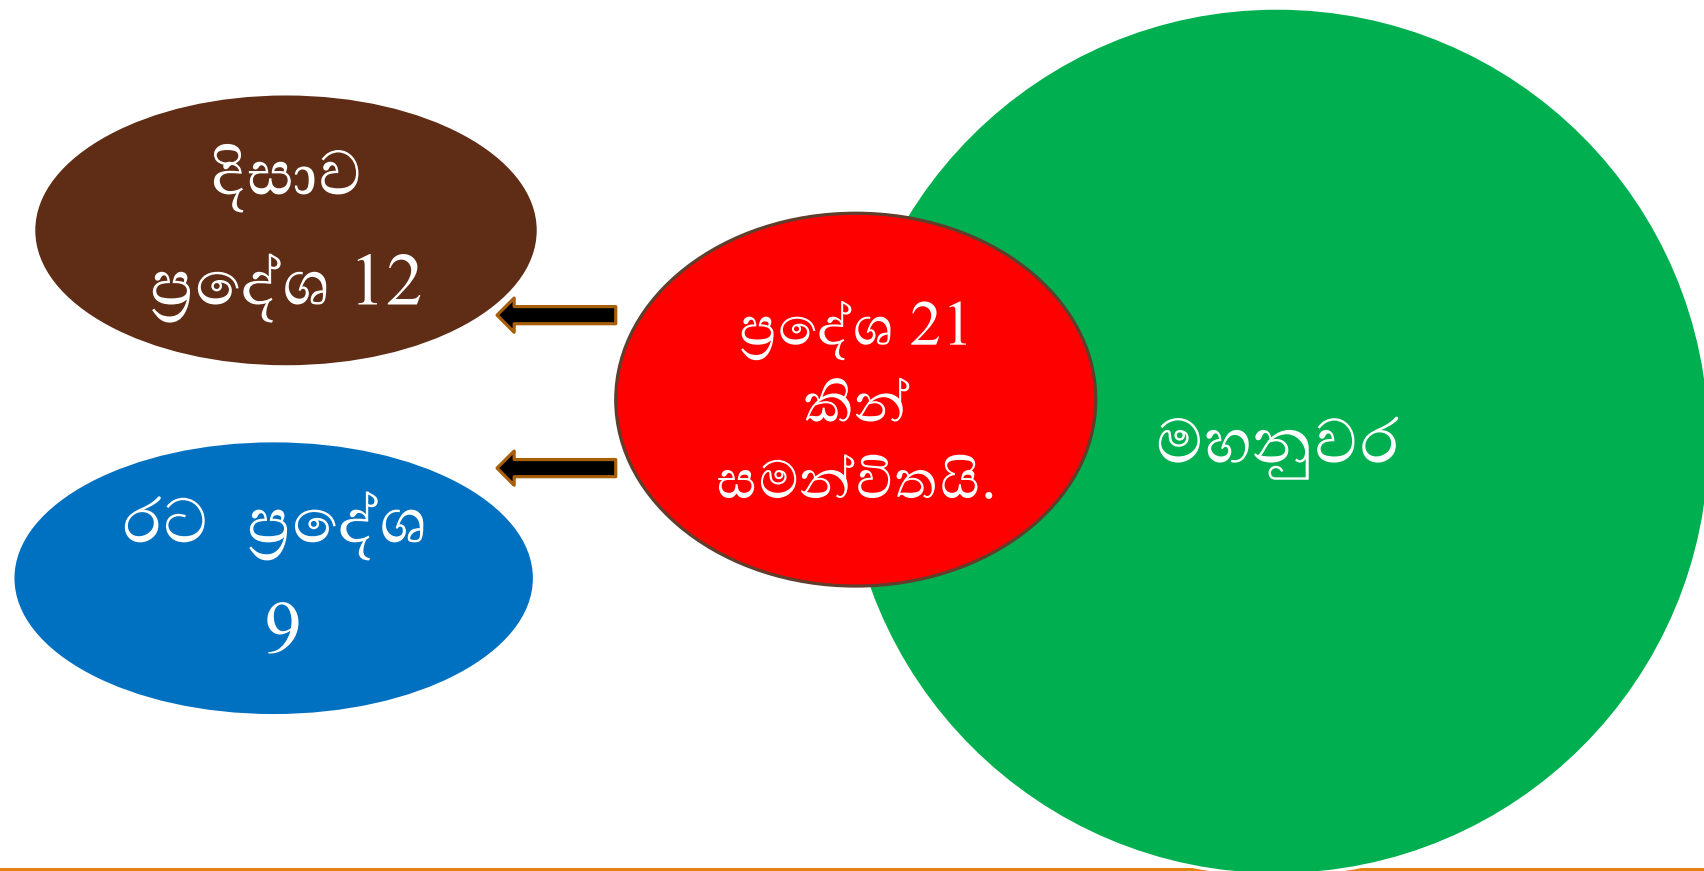 දිසාව
ප්‍රදේශ 12
රට ප්‍රදේශ
9
ප්‍රදේශ 21
කින්
සමන්විතයි.
මහනුවර